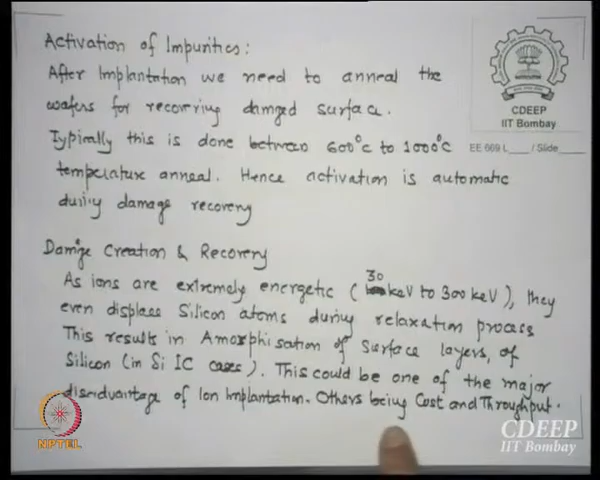 Activation of Impurities:
After Implantation we need to anneal the
wafers for recovering damged surface.
Typically this is done between 600°C to 1000°C
temperature anneal. Hence activation is automatic
during damage recovery
Damage Creation & Recovery
As ions are extremely energetic (30 keV to 300 keV), they
even displace Silicon atoms during relaxation process
This results in Amorphisation of Surface layers, of
Silicon (in Si IC cases). This could be one of the major
disadvantage of Ion Implantation. Others being Cost and Throughput.
CDEEP
IIT Bombay
EE 669 L____ / Slide____
NPTEL
CDEEP
IIT Bombay